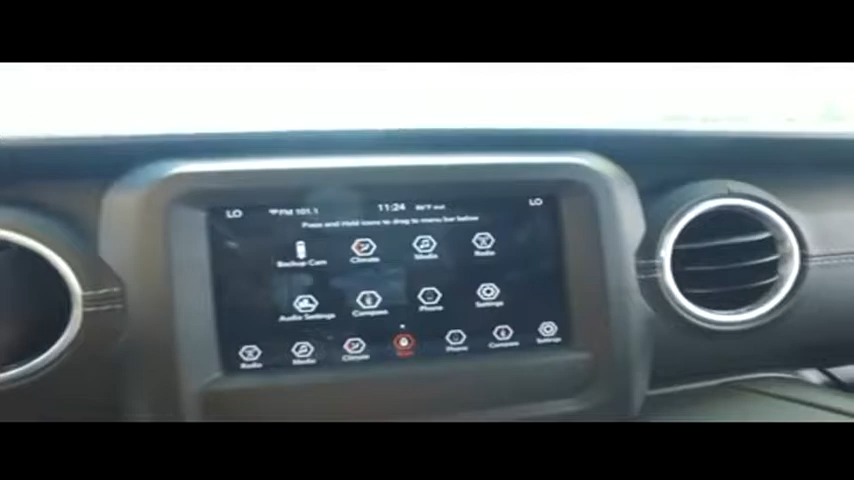 LO FM 101.1 11:24 out LO
Press and Hold icons to drag to menu bar below
Backup Cam Climate Media Radio
Audio Settings Compass Phone Settings
Radio Media Climate Phone Compass Settings